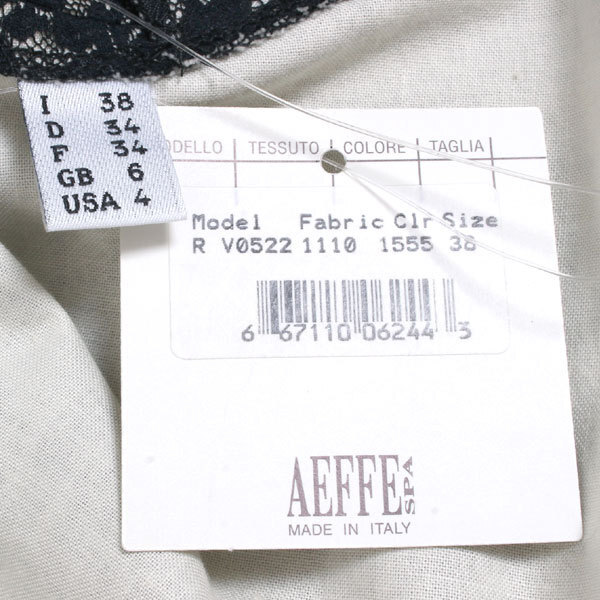 I 38
D 34
F 34
GB 6
USA 4
ODELLO TESSUTO COLORE TAGLIA
Model Fabric Clr Size
R V0522 1110 1555 38
6 67110 06244 3
AEFFE SPA
MADE IN ITALY